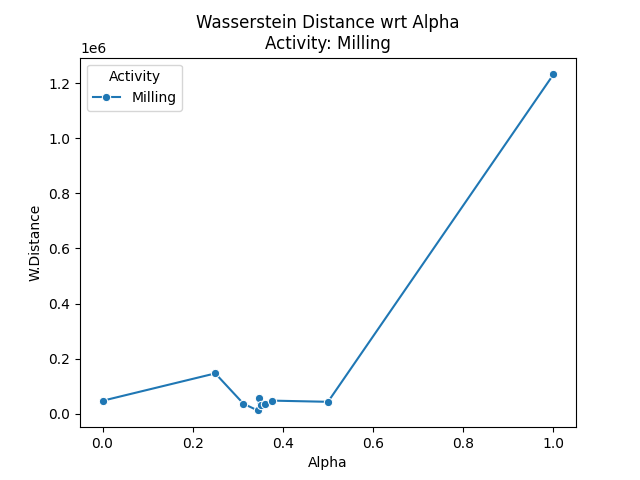 Wasserstein Distance wrt Alpha
Activity: Milling
1e6
Activity
Milling
1.2
1.0
0.8
0.6
0.4
0.2
0.0
W.Distance
0.0 0.2 0.4 0.6 0.8 1.0
Alpha